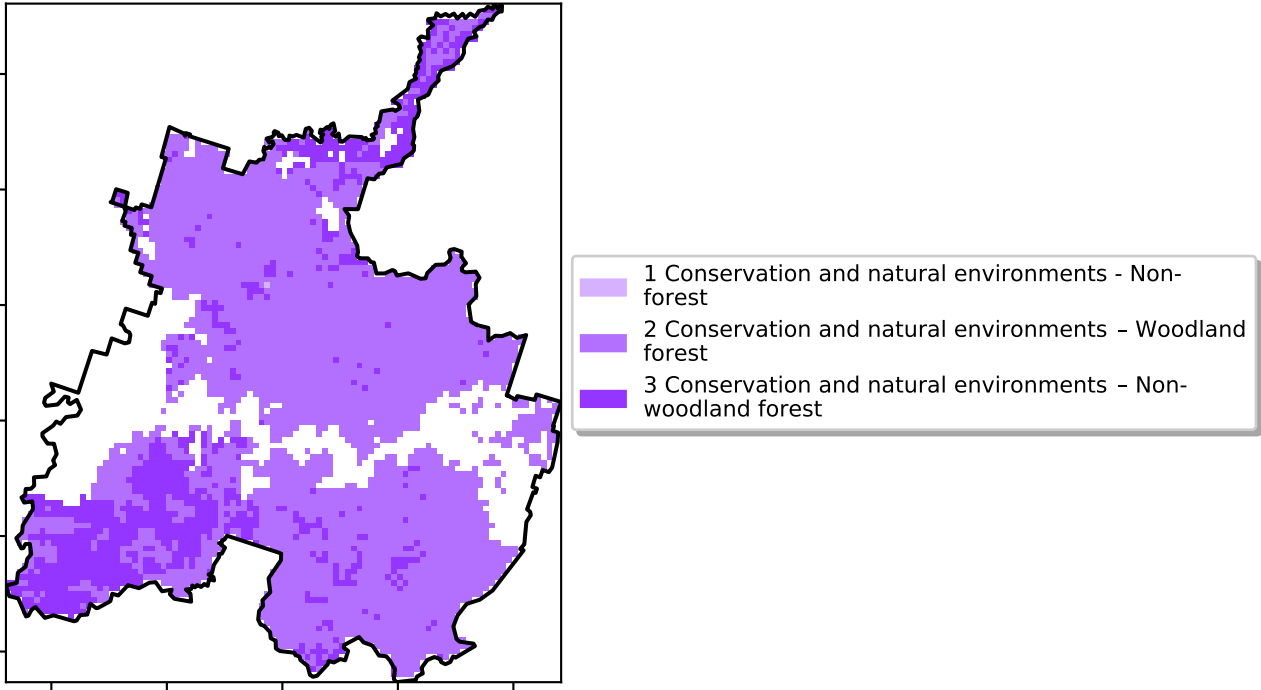 1 Conservation and natural environments - Non-
forest
2 Conservation and natural environments – Woodland
forest
3 Conservation and natural environments – Non-
woodland forest